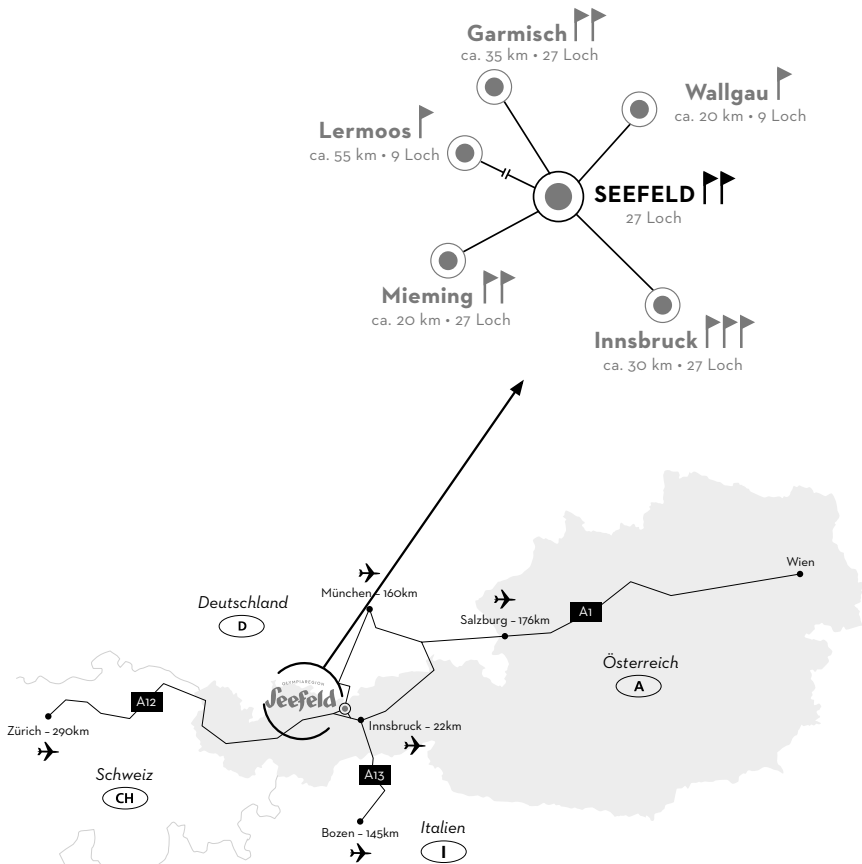 Garmisch
ca. 35 km • 27 Loch
Wallgau
ca. 20 km • 9 Loch
Lermoos
ca. 55 km • 9 Loch
SEEFELD
27 Loch
Mieming
ca. 20 km • 27 Loch
Innsbruck
ca. 30 km • 27 Loch
Wien
München – 160km
Deutschland
D
Salzburg – 176km
A1
Österreich
A
OLYMPIAREGION
Seefeld
A12
Zürich – 290km
Innsbruck – 22km
Schweiz
CH
A13
Bozen – 145km
Italien
I